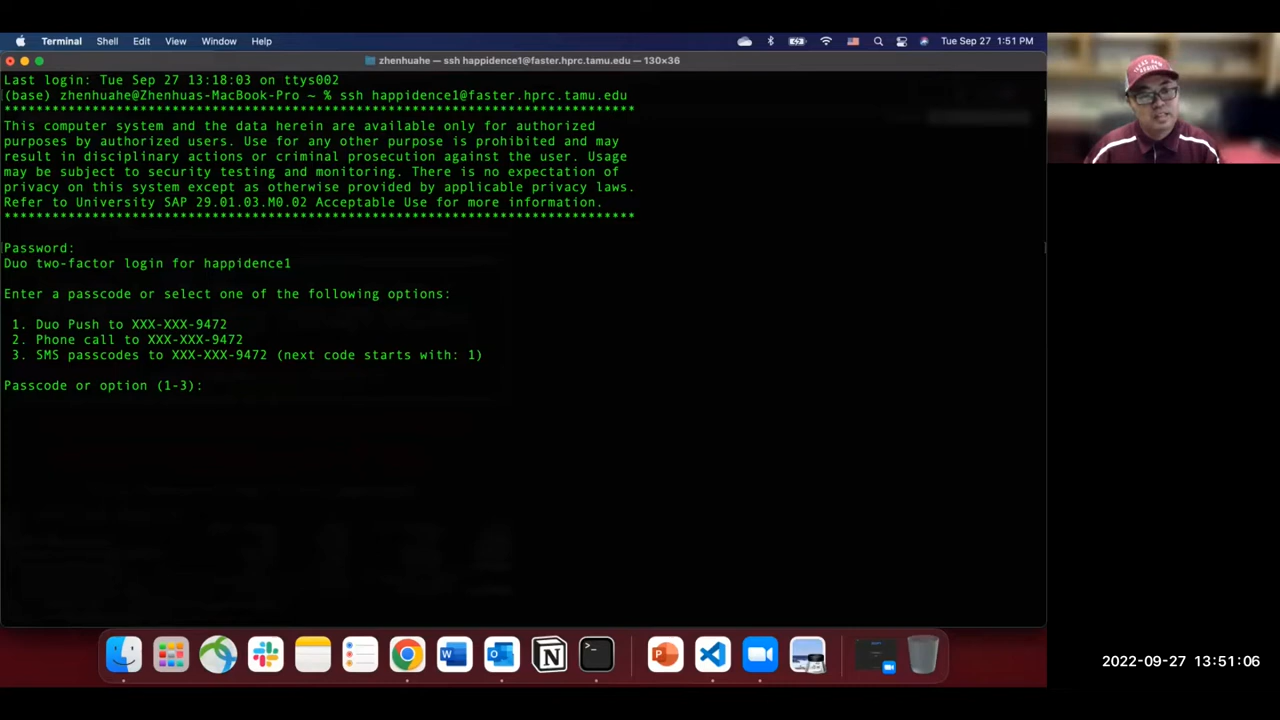 Terminal Shell Edit View Window Help Tue Sep 27 1:51 PM
zhenhuahe — ssh happidence1@faster.hprc.tamu.edu — 130×36
Last login: Tue Sep 27 13:18:03 on ttys002
(base) zhenhuahe@Zhenhuas-MacBook-Pro ~ % ssh happidence1@faster.hprc.tamu.edu
*******************************************************************************
This computer system and the data herein are available only for authorized
purposes by authorized users. Use for any other purpose is prohibited and may
result in disciplinary actions or criminal prosecution against the user. Usage
may be subject to security testing and monitoring. There is no expectation of
privacy on this system except as otherwise provided by applicable privacy laws.
Refer to University SAP 29.01.03.M0.02 Acceptable Use for more information.
*******************************************************************************
Password:
Duo two-factor login for happidence1
Enter a passcode or select one of the following options:
1. Duo Push to XXX-XXX-9472
2. Phone call to XXX-XXX-9472
3. SMS passcodes to XXX-XXX-9472 (next code starts with: 1)
Passcode or option (1-3):
2022-09-27 13:51:06